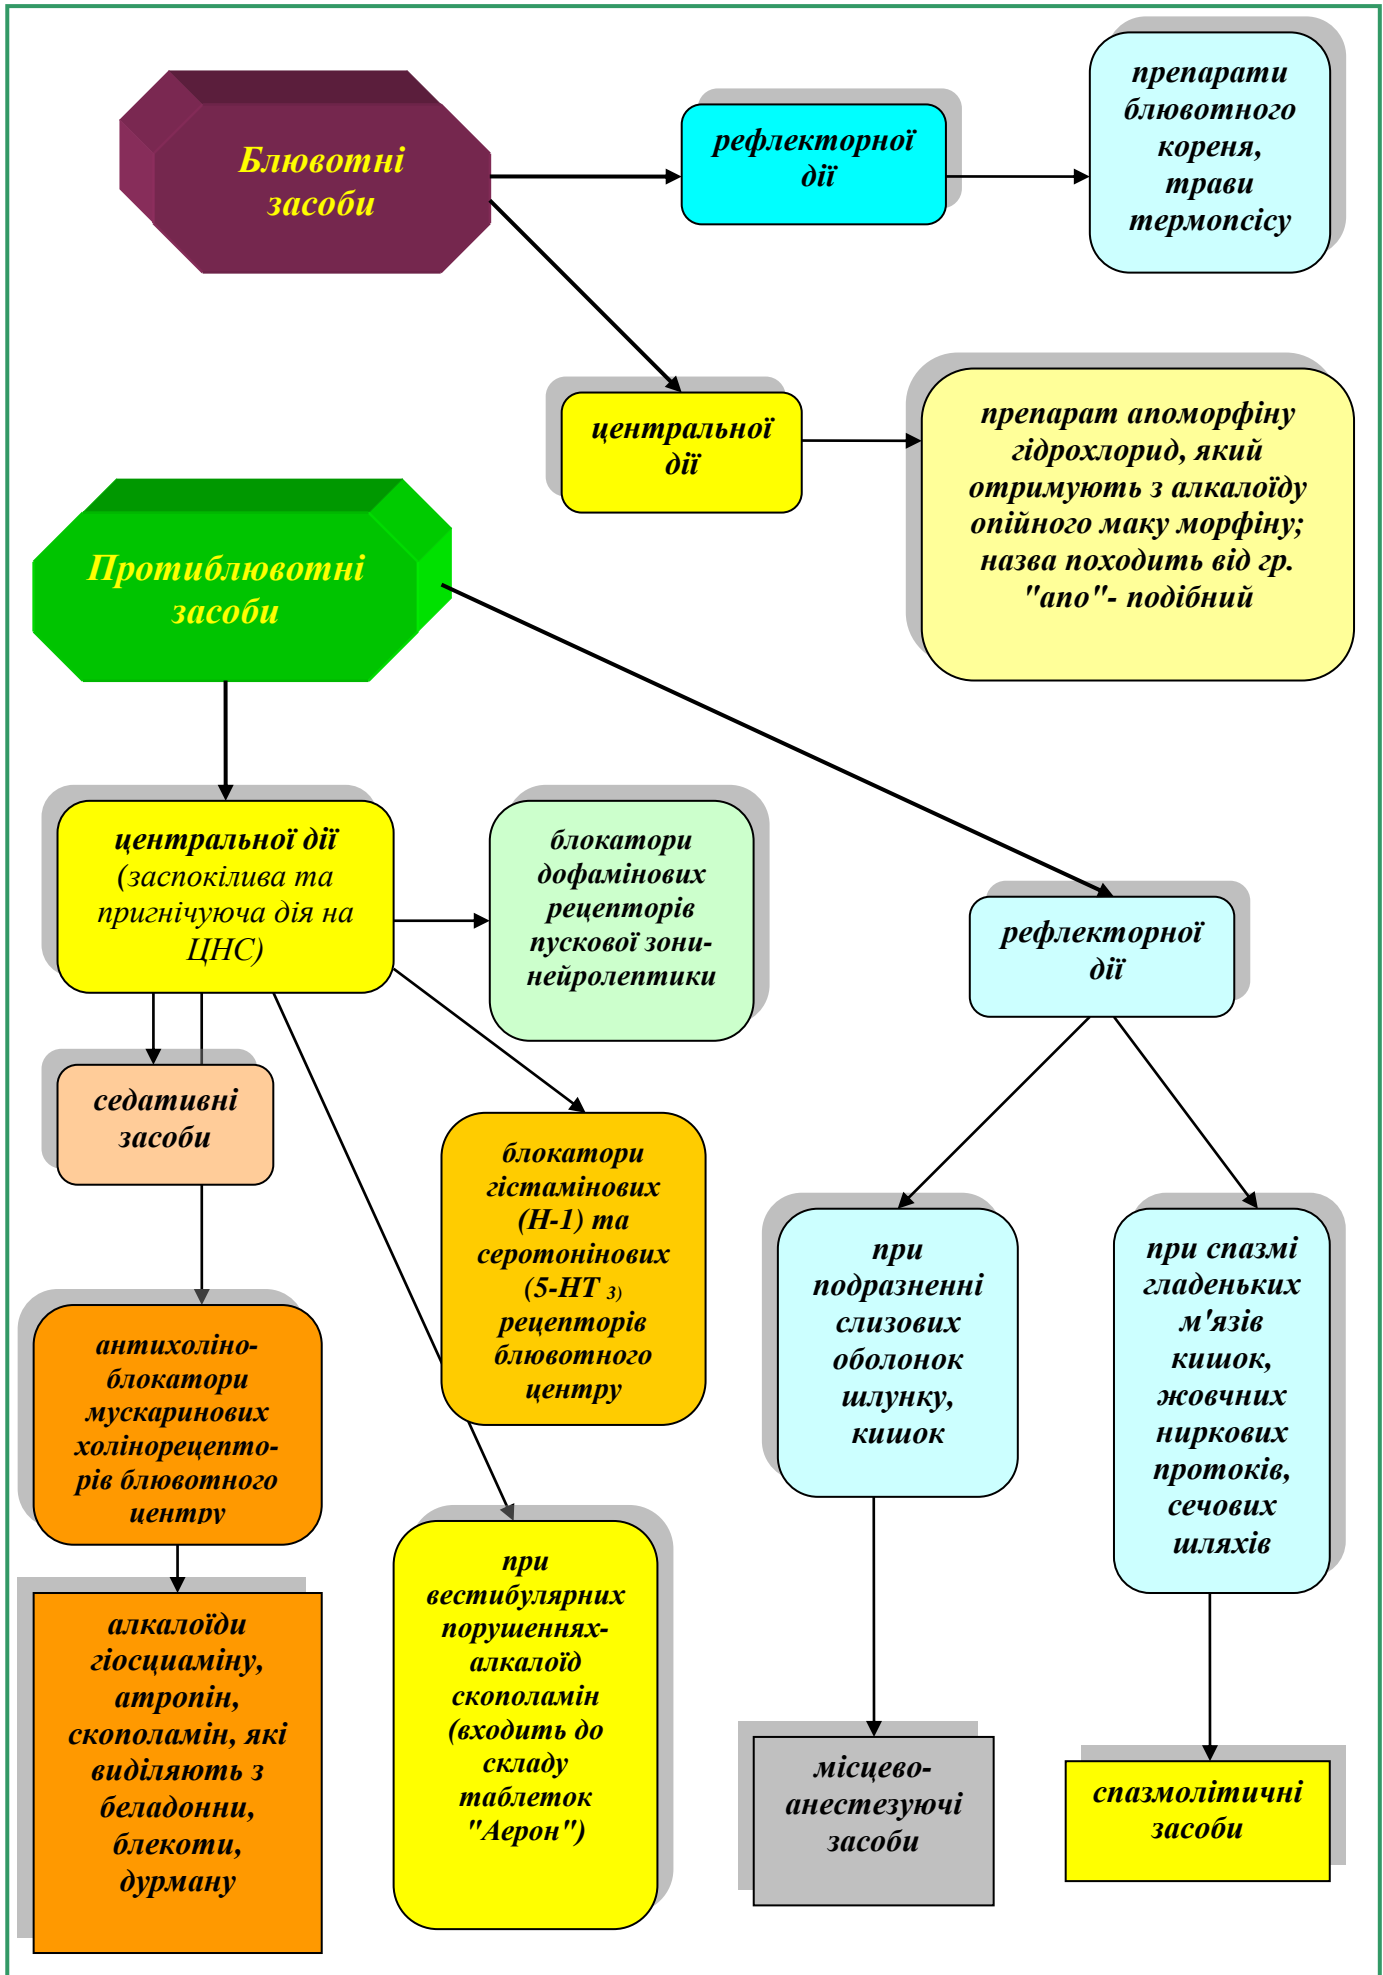 Блювотні
засоби
рефлекторної
дії
препарати
блювотного
кореня,
трави
термопсісу
центральної
дії
препарат апоморфіну
гідрохлорид, який
отримують з алкалоїду
опійного маку морфіну;
назва походить від гр.
"апо"- подібний
Протиблювотні
засоби
центральної дії
(заспокілива та
пригнічуюча дія на
ЦНС)
блокатори
дофамінових
рецепторів
пускової зони-
нейролептики
рефлекторної
дії
седативні
засоби
блокатори
гістамінових
(Н-1) та
серотонінових
(5-НТ 3)
рецепторів
блювотного
центру
при
подразненні
слизових
оболонок
шлунку,
кишок
при спазмі
гладеньких
м'язів
кишок,
жовчних
ниркових
протоків,
сечових
шляхів
антихоліно-
блокатори
мускаринових
холінорецепто-
рів блювотного
центру
при
вестибулярних
порушеннях-
алкалоїд
скополамін
(входить до
складу
таблеток
"Аерон")
алкалоїди
гіосциаміну,
атропін,
скополамін, які
виділяють з
беладонни,
блекоти,
дурману
місцево-
анестезуючі
засоби
спазмолітичні
засоби